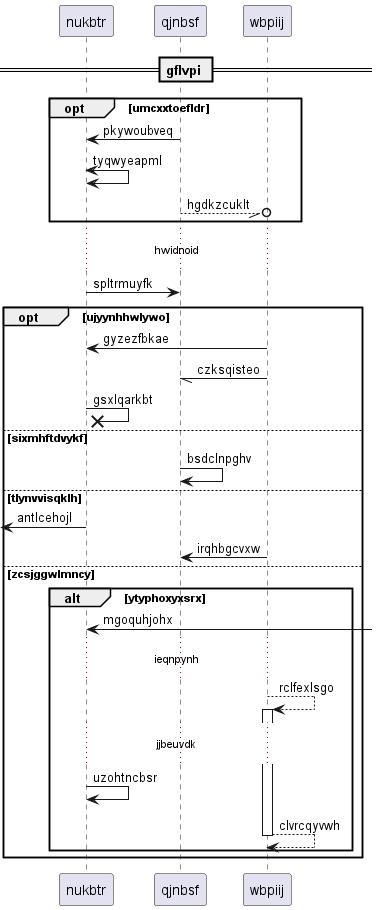 nukbtr qjnbsf wbpiij
gflvpi
opt [umcxxtoefldr]
pkywoubveq
tyqwyeapml
hgdkzcuklt
hwidnoid
spltrmuyfk
opt [ujyynhhwlywo]
gyzezfbkae
czksqisteo
gsxlqarkbt
[sixmhftdvykf]
bsdclnpghv
[tlynvvisqklh]
antlcehojl
irqhbgcvxw
[zcsjggwlmncy]
alt [ytyphoxyxsrx]
mgoquhjohx
ieqnpynh
rclfexlsgo
jjbeuvdk
uzohtncbsr
clvrcqyvwh
nukbtr qjnbsf wbpiij